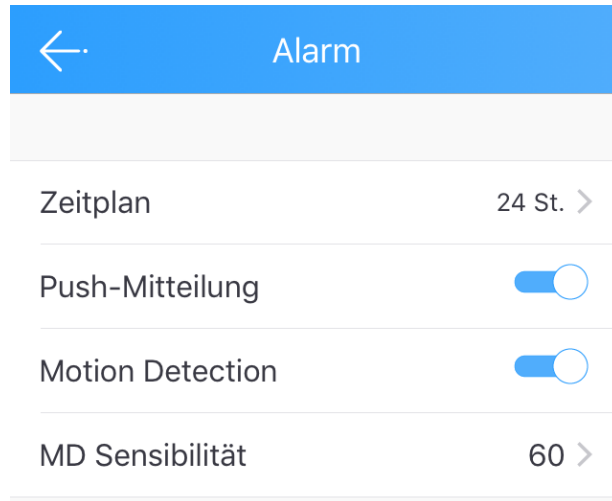 Alarm
Zeitplan 24 St.
Push-Mitteilung
Motion Detection
MD Sensibilität 60